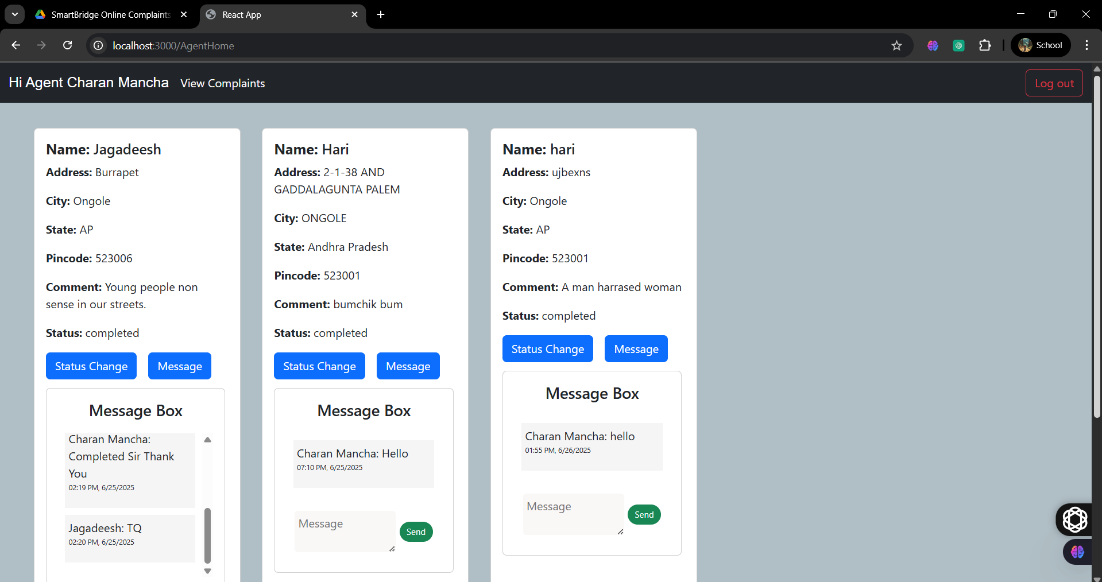 SmartBridge Online Complaints
React App
localhost:3000/AgentHome
School
Hi Agent Charan Mancha
View Complaints
Log out
Name: Jagadeesh
Address: Burrapet
City: Ongole
State: AP
Pincode: 523006
Comment: Young people non
sense in our streets.
Status: completed
Status Change
Message
Message Box
Charan Mancha:
Completed Sir Thank
You
02:19 PM, 6/25/2025
Jagadeesh: TQ
02:20 PM, 6/25/2025
Name: Hari
Address: 2-1-38 AND
GADDALAGUNTA PALEM
City: ONGOLE
State: Andhra Pradesh
Pincode: 523001
Comment: bumchik bum
Status: completed
Status Change
Message
Message Box
Charan Mancha: Hello
07:10 PM, 6/25/2025
Message
Send
Name: hari
Address: ujbexns
City: Ongole
State: AP
Pincode: 523001
Comment: A man harrased woman
Status: completed
Status Change
Message
Message Box
Charan Mancha: hello
01:55 PM, 6/26/2025
Message
Send